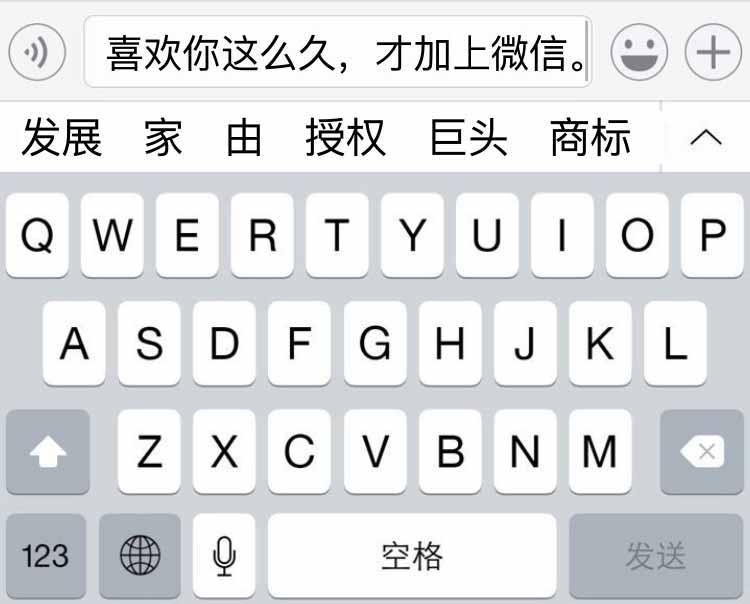 喜欢你这么久，才加上微信。
发展 家 由 授权 巨头 商标
Q W E R T Y U I O P
A S D F G H J K L
Z X C V B N M
123 空格 发送